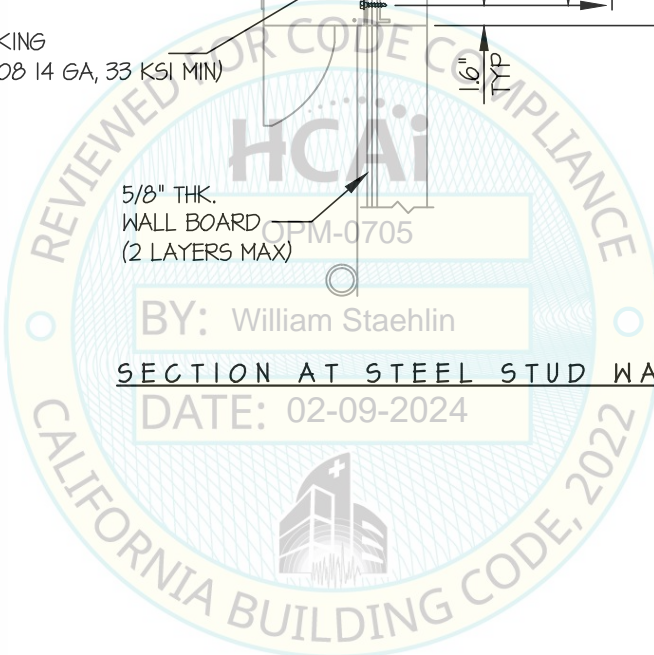 KING
08 14 GA, 33 KSI MIN)
1.6"
TYP
REVIEWED FOR CODE COMPLIANCE
HCAi
5/8" THK.
WALL BOARD
(2 LAYERS MAX)
OPM-0705
BY: William Staehlin
SECTION AT STEEL STUD WA
DATE: 02-09-2024
CALIFORNIA BUILDING CODE, 2022